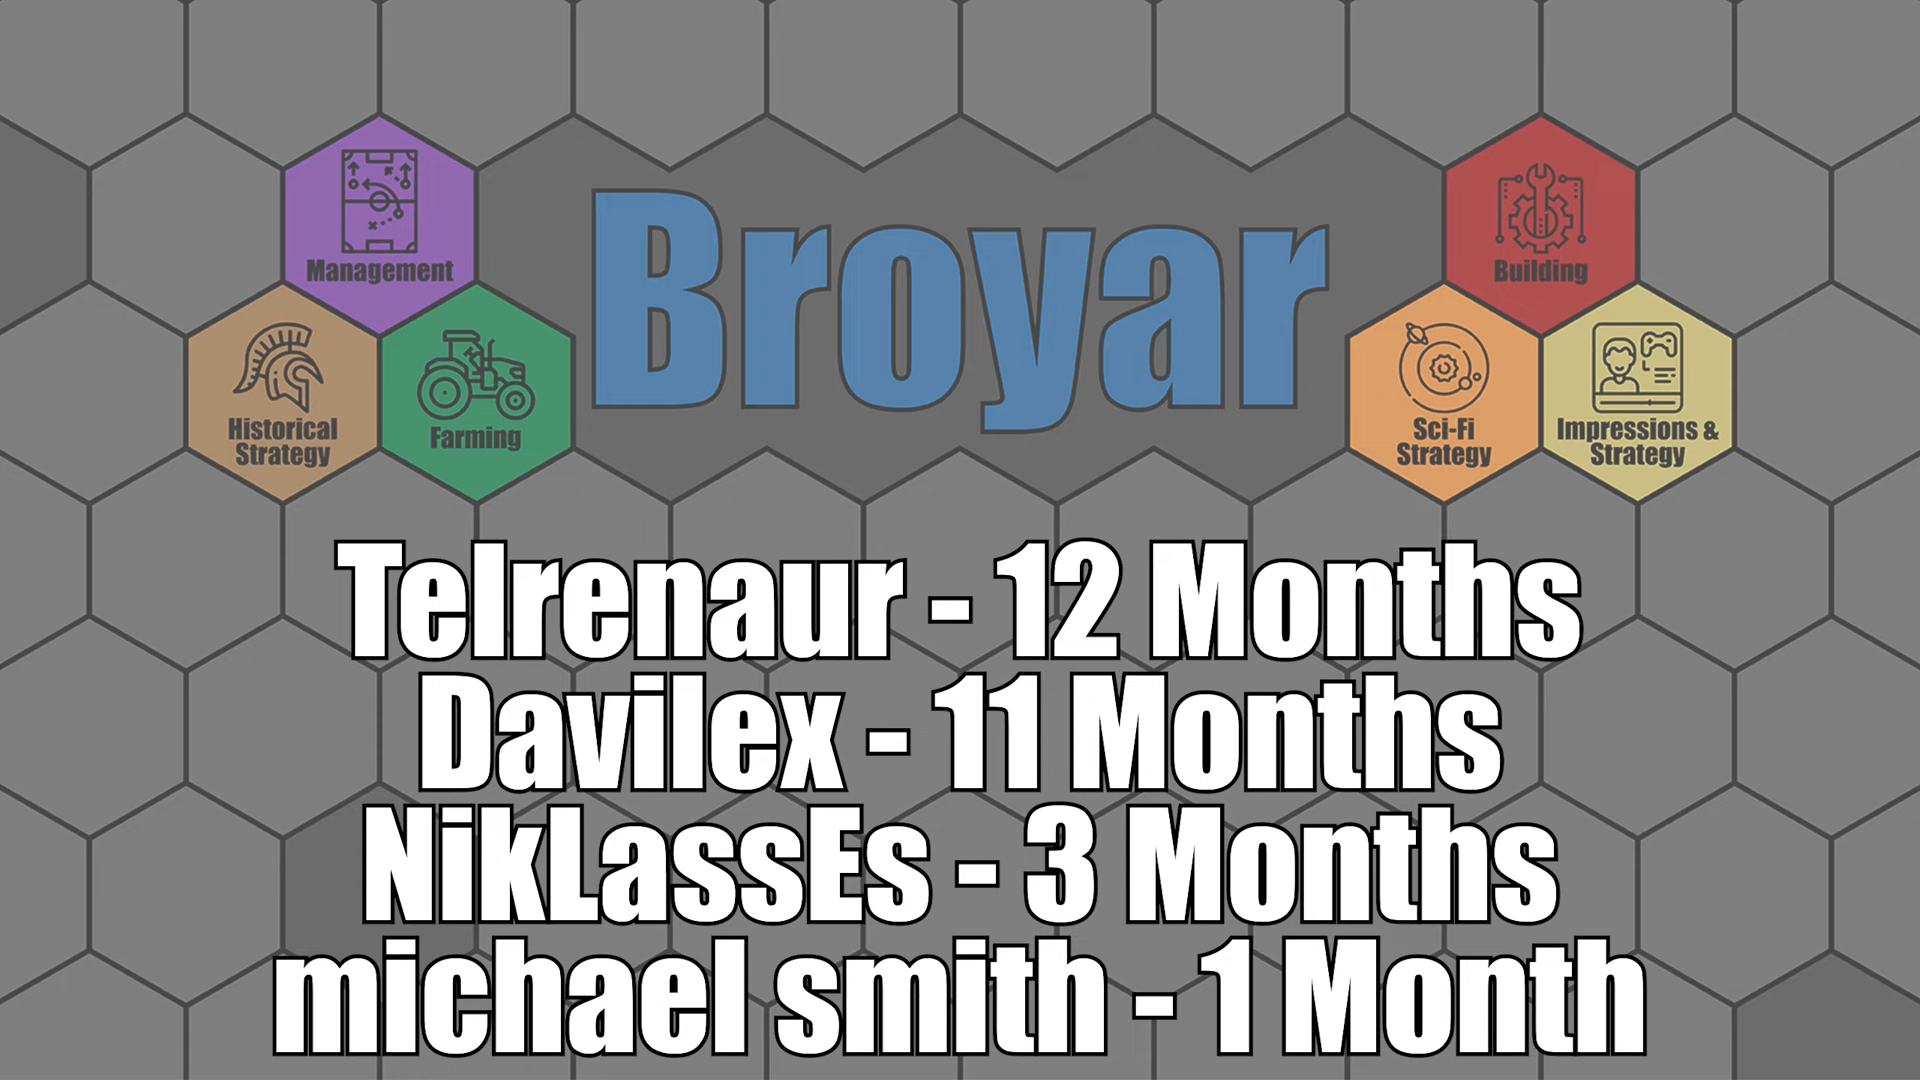 Management
Historical
Strategy
Farming
Broyar
Building
Sci-Fi
Strategy
Impressions &
Strategy
Telrenaur - 12 Months
Davilex - 11 Months
NikLassEs - 3 Months
michael smith - 1 Month